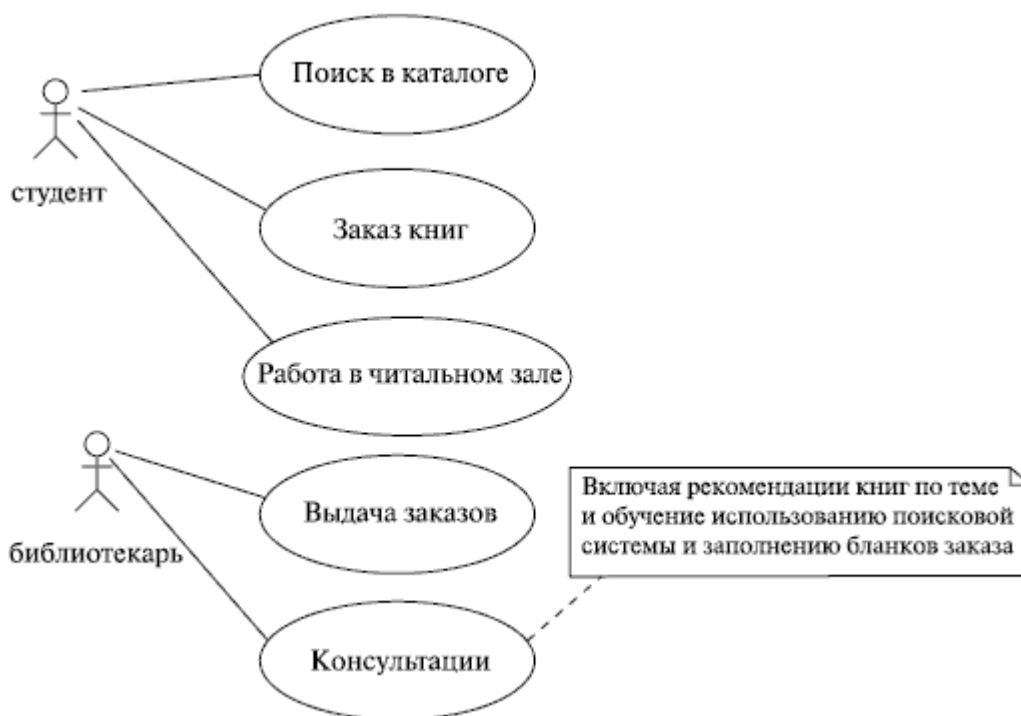 Поиск в каталоге
студент
Заказ книг
Работа в читальном зале
библиотекарь
Выдача заказов
Включая рекомендации книг по теме
и обучение использованию поисковой
системы и заполнению бланков заказа
Консультации